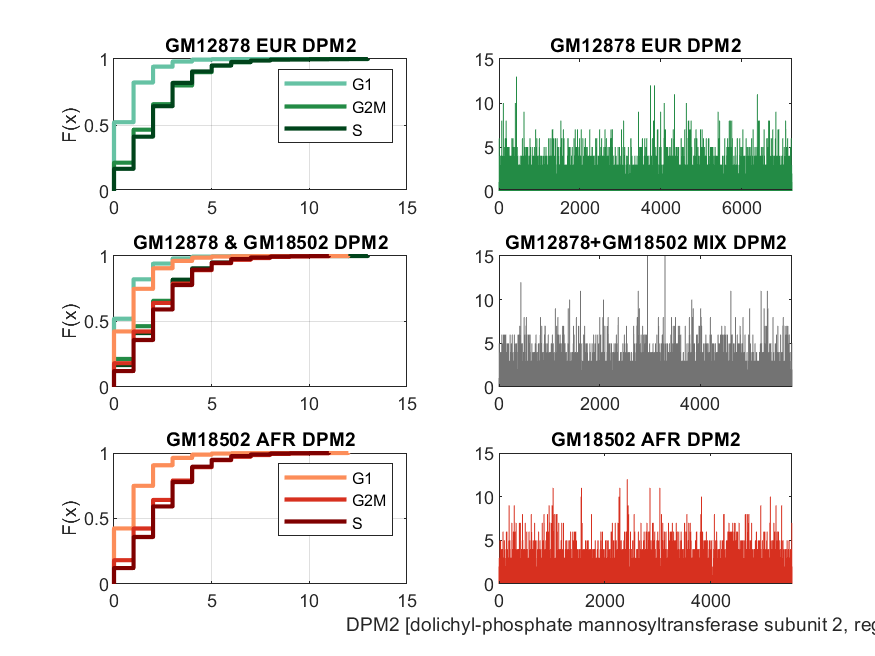 GM12878 EUR DPM2
F(x)
1
0.5
0
0
5
10
15
G1
G2M
S
GM12878 EUR DPM2
15
10
5
0
0
2000
4000
6000
GM12878 & GM18502 DPM2
F(x)
1
0.5
0
0
5
10
15
GM12878+GM18502 MIX DPM2
15
10
5
0
0
2000
4000
GM18502 AFR DPM2
F(x)
1
0.5
0
0
5
10
15
G1
G2M
S
GM18502 AFR DPM2
15
10
5
0
0
2000
4000
DPM2 [dolichyl-phosphate mannosyltransferase subunit 2, reg